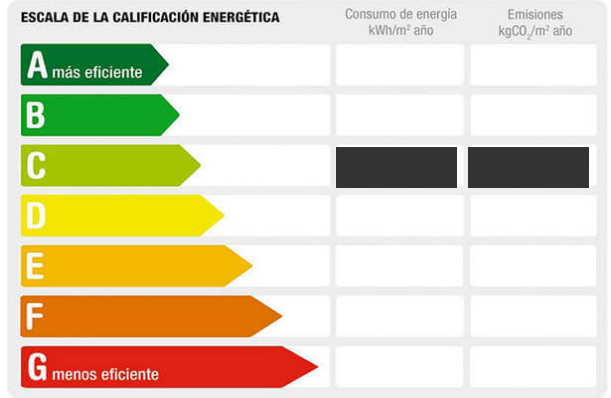 ESCALA DE LA CALIFICACIÓN ENERGÉTICA
Consumo de energía
kWh/m² año
Emisiones
kgCO₂/m² año
A más eficiente
B
C
D
E
F
G menos eficiente